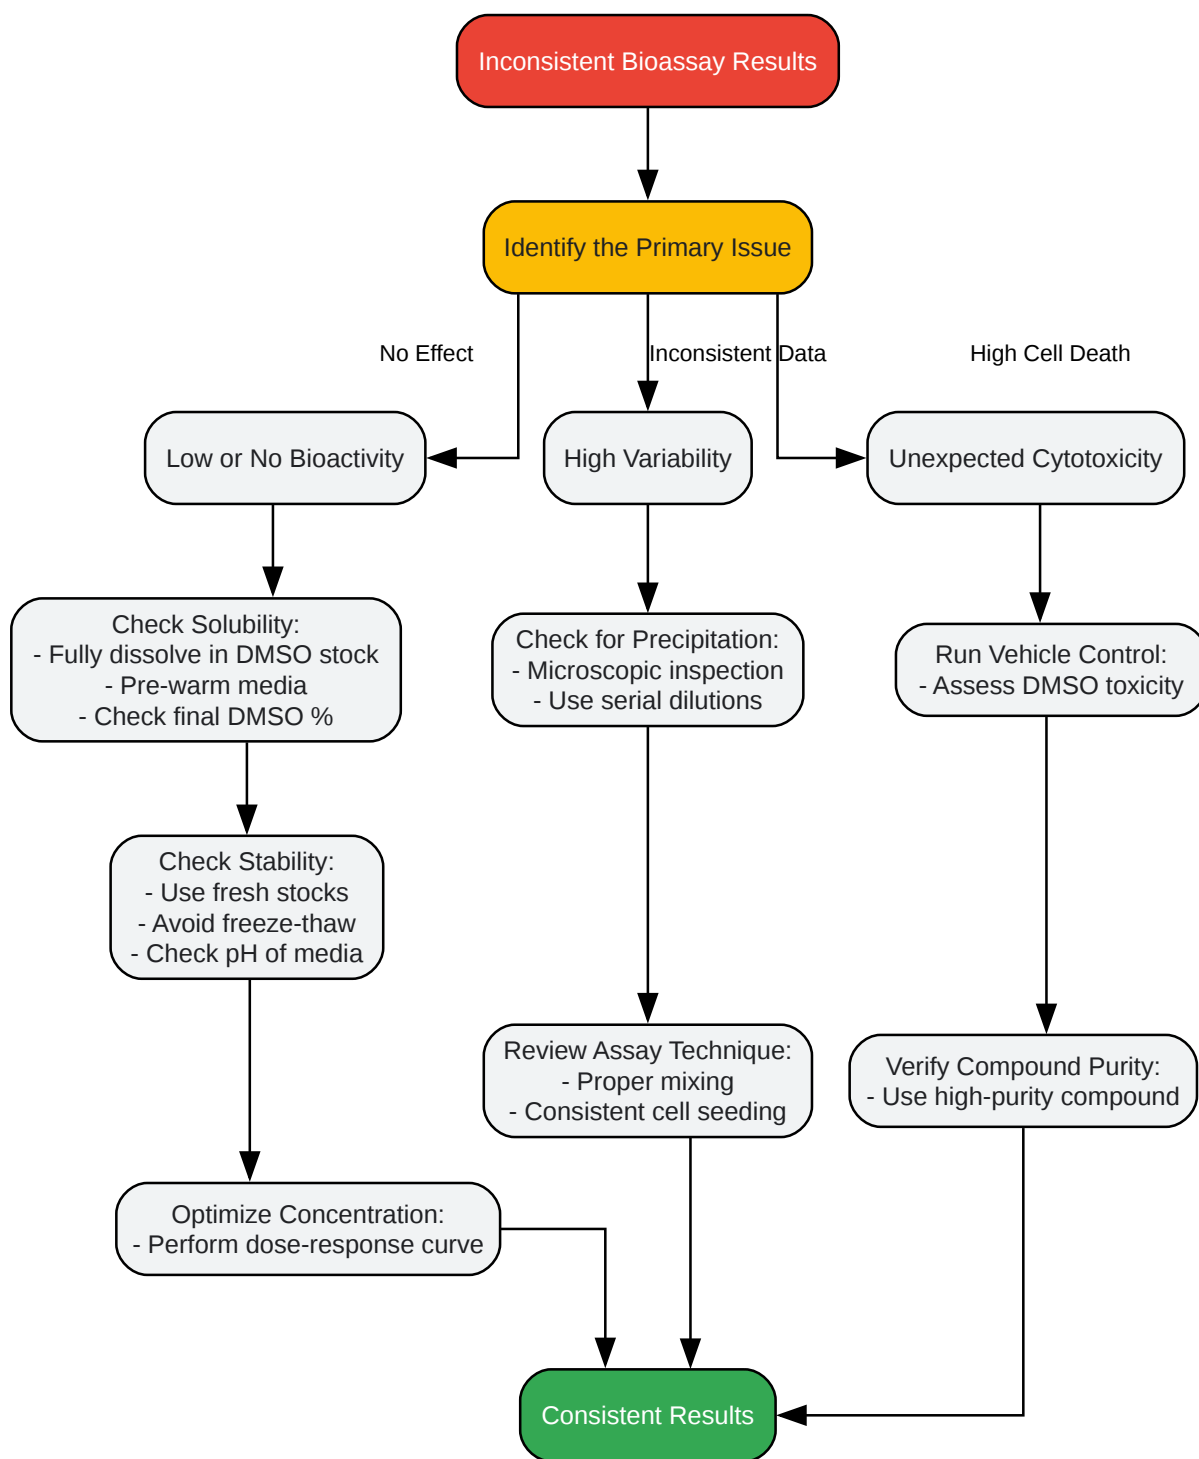 Inconsistent Bioassay Results
Identify the Primary Issue
No Effect
Inconsistent Data
High Cell Death
Low or No Bioactivity
High Variability
Unexpected Cytotoxicity
Check Solubility:
- Fully dissolve in DMSO stock
- Pre-warm media
- Check final DMSO %
Check for Precipitation:
- Microscopic inspection
- Use serial dilutions
Run Vehicle Control:
- Assess DMSO toxicity
Check Stability:
- Use fresh stocks
- Avoid freeze-thaw
- Check pH of media
Review Assay Technique:
- Proper mixing
- Consistent cell seeding
Verify Compound Purity:
- Use high-purity compound
Optimize Concentration:
- Perform dose-response curve
Consistent Results